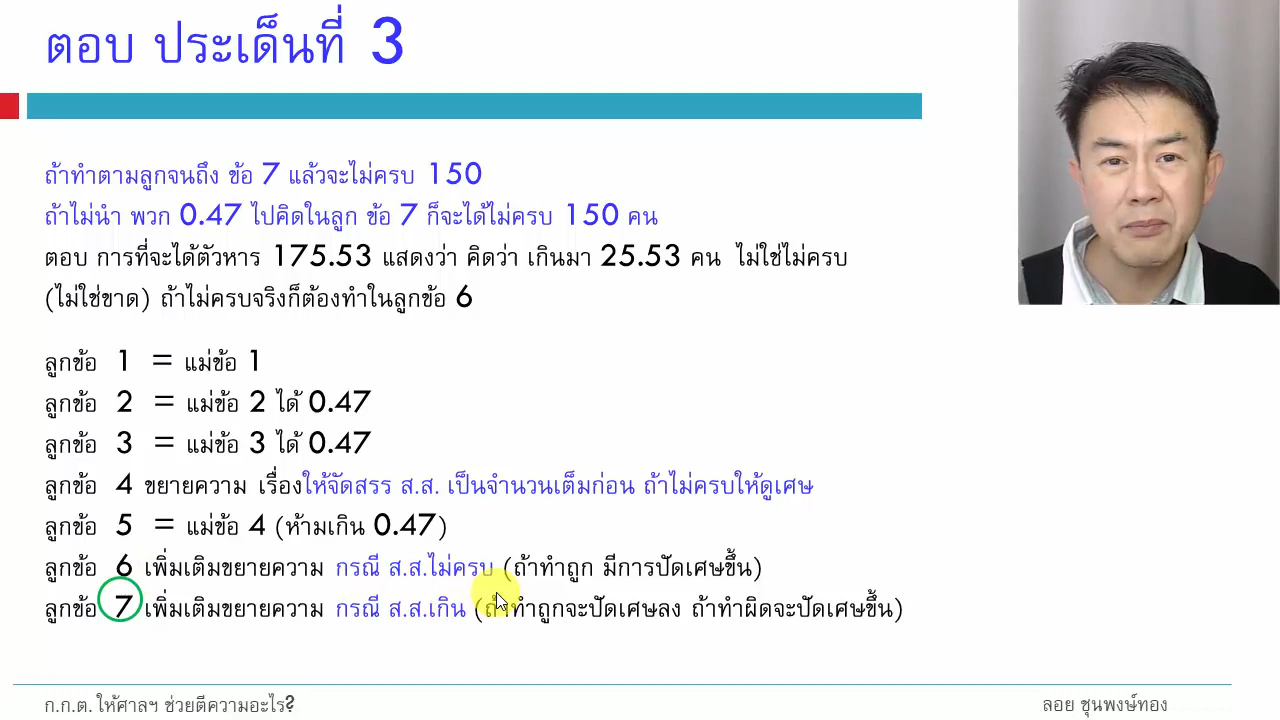 ตอบ ประเด็นที่ 3
ถ้าทำตามลูกจนถึง ข้อ 7 แล้วจะไม่ครบ 150
ถ้าไม่นำ พวก 0.47 ไปคิดในลูก ข้อ 7 ก็จะได้ไม่ครบ 150 คน
ตอบ การที่จะได้ตัวหาร 175.53 แสดงว่า คิดว่า เกินมา 25.53 คน ไม่ใช่ไม่ครบ
(ไม่ใช่ขาด) ถ้าไม่ครบจริงก็ต้องทำในลูกข้อ 6
ลูกข้อ 1 = แม่ข้อ 1
ลูกข้อ 2 = แม่ข้อ 2 ได้ 0.47
ลูกข้อ 3 = แม่ข้อ 3 ได้ 0.47
ลูกข้อ 4 ขยายความ เรื่องให้จัดสรร ส.ส. เป็นจำนวนเต็มก่อน ถ้าไม่ครบให้ดูเศษ
ลูกข้อ 5 = แม่ข้อ 4 (ห้ามเกิน 0.47)
ลูกข้อ 6 เพิ่มเติมขยายความ กรณี ส.ส.ไม่ครบ (ถ้าทำถูก มีการปัดเศษขึ้น)
ลูกข้อ 7 เพิ่มเติมขยายความ กรณี ส.ส.เกิน (ถ้าทำถูกจะปัดเศษลง ถ้าทำผิดจะปัดเศษขึ้น)
ก.ก.ต. ให้ศาลฯ ช่วยตีความอะไร?
ลอย ชุนพงษ์ทอง